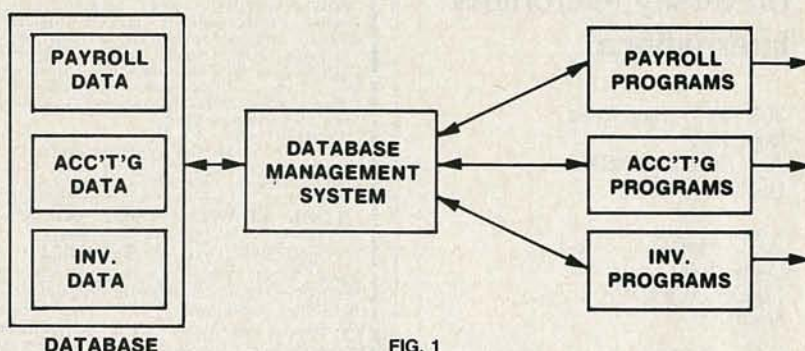 PAYROLL
DATA
ACC'T'G
DATA
INV.
DATA
DATABASE
DATABASE
MANAGEMENT
SYSTEM
PAYROLL
PROGRAMS
ACC'T'G
PROGRAMS
INV.
PROGRAMS
FIG. 1